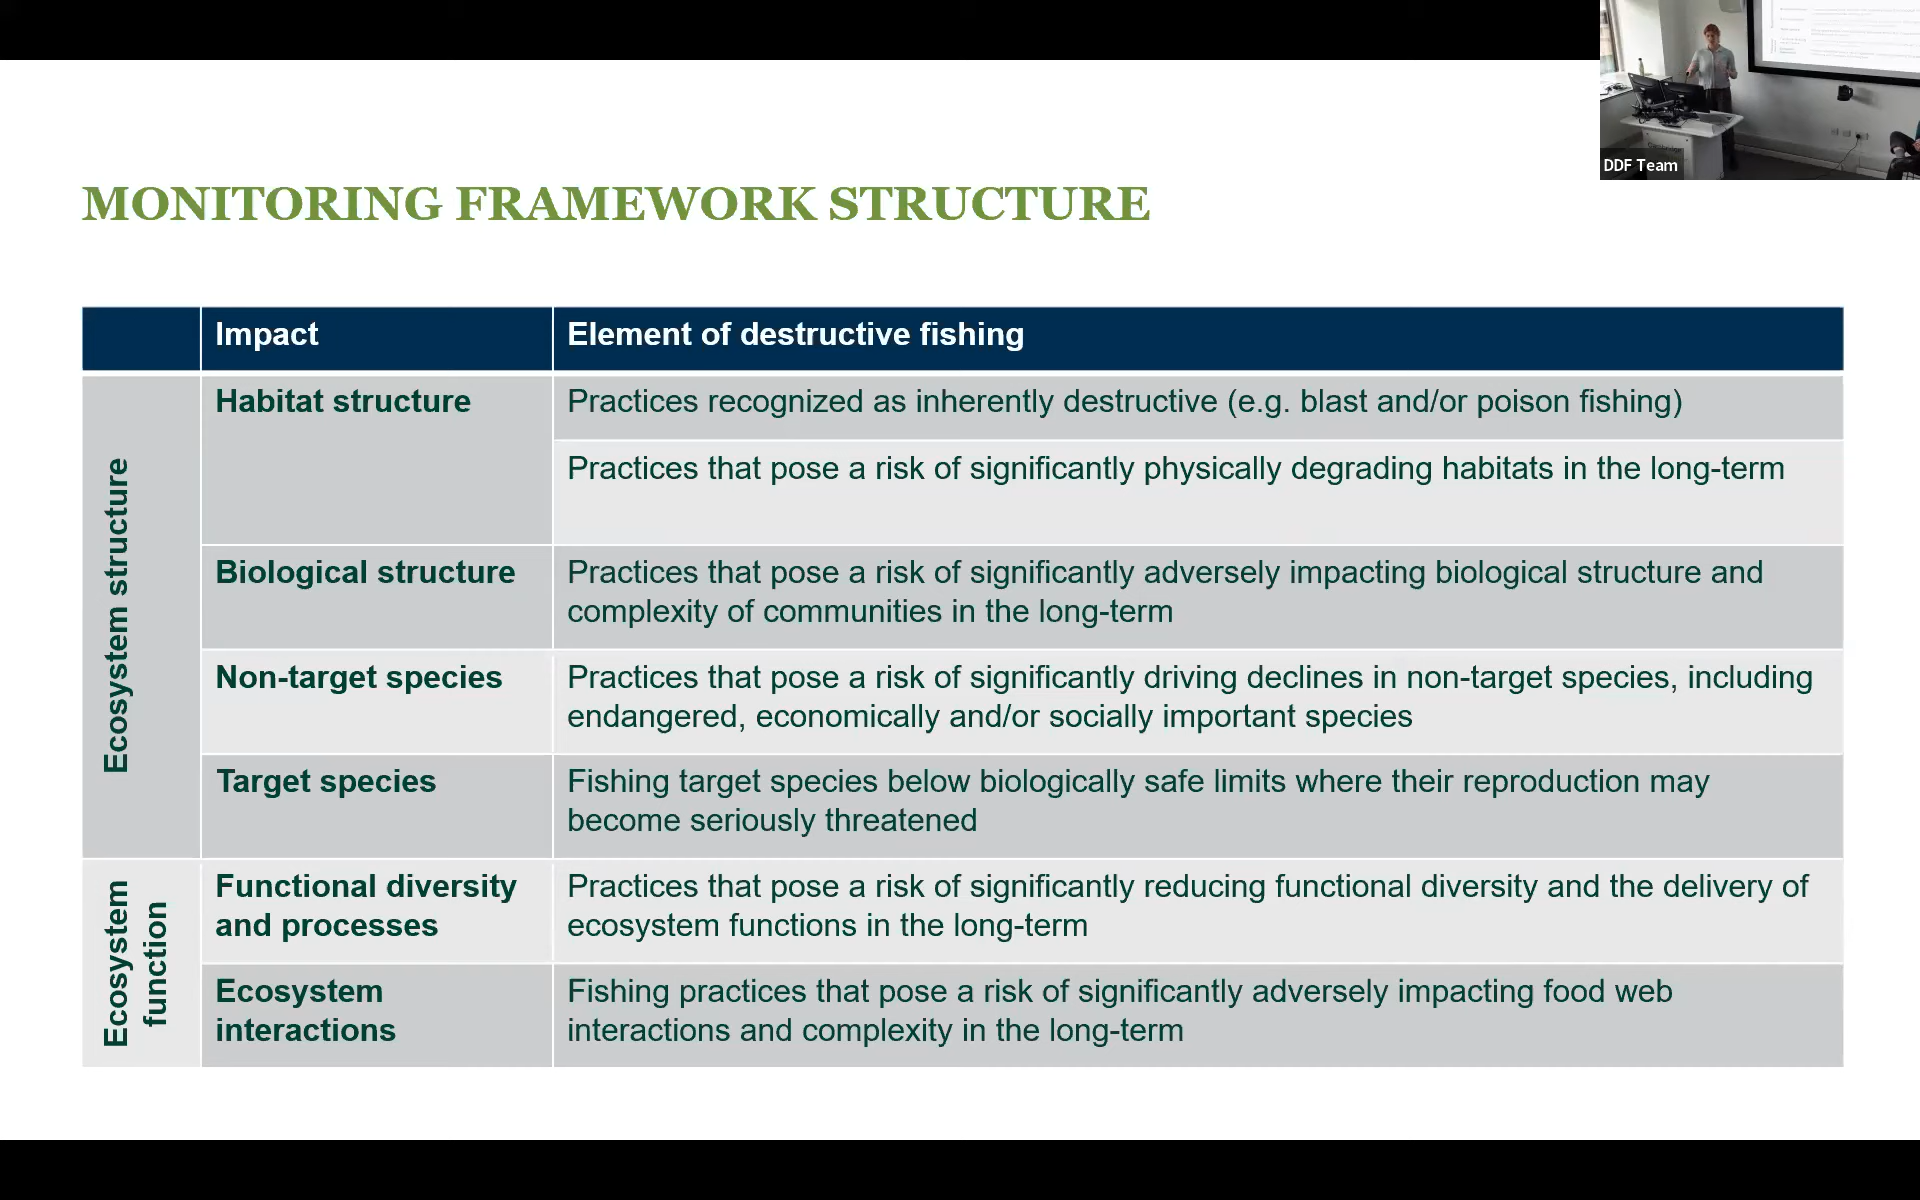 DDF Team
MONITORING FRAMEWORK STRUCTURE
Impact
Element of destructive fishing
Ecosystem structure
Habitat structure
Practices recognized as inherently destructive (e.g. blast and/or poison fishing)
Practices that pose a risk of significantly physically degrading habitats in the long-term
Biological structure
Practices that pose a risk of significantly adversely impacting biological structure and
complexity of communities in the long-term
Non-target species
Practices that pose a risk of significantly driving declines in non-target species, including
endangered, economically and/or socially important species
Target species
Fishing target species below biologically safe limits where their reproduction may
become seriously threatened
Ecosystem
function
Functional diversity
and processes
Practices that pose a risk of significantly reducing functional diversity and the delivery of
ecosystem functions in the long-term
Ecosystem
interactions
Fishing practices that pose a risk of significantly adversely impacting food web
interactions and complexity in the long-term